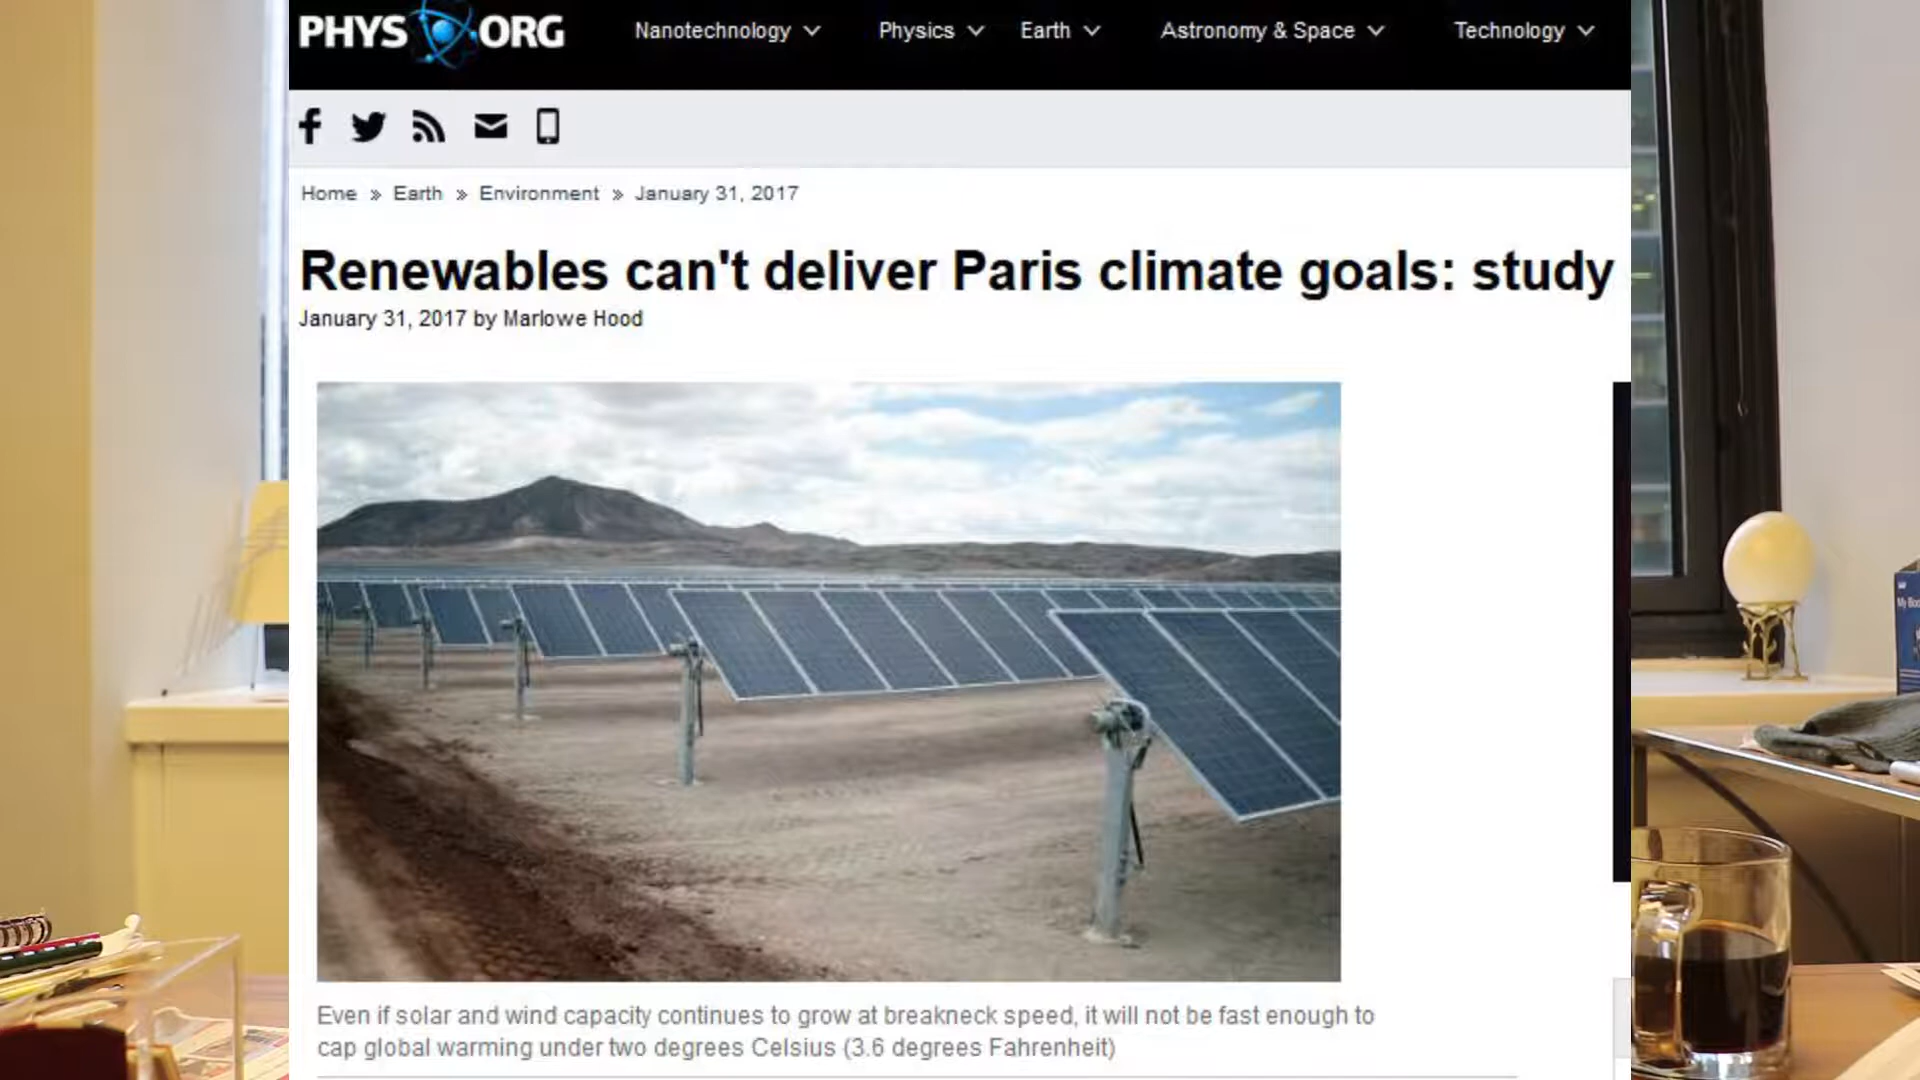 PHYS ORG
Nanotechnology Physics Earth Astronomy & Space Technology
Home » Earth » Environment » January 31, 2017
Renewables can't deliver Paris climate goals: study
January 31, 2017 by Marlowe Hood
Even if solar and wind capacity continues to grow at breakneck speed, it will not be fast enough to
cap global warming under two degrees Celsius (3.6 degrees Fahrenheit)